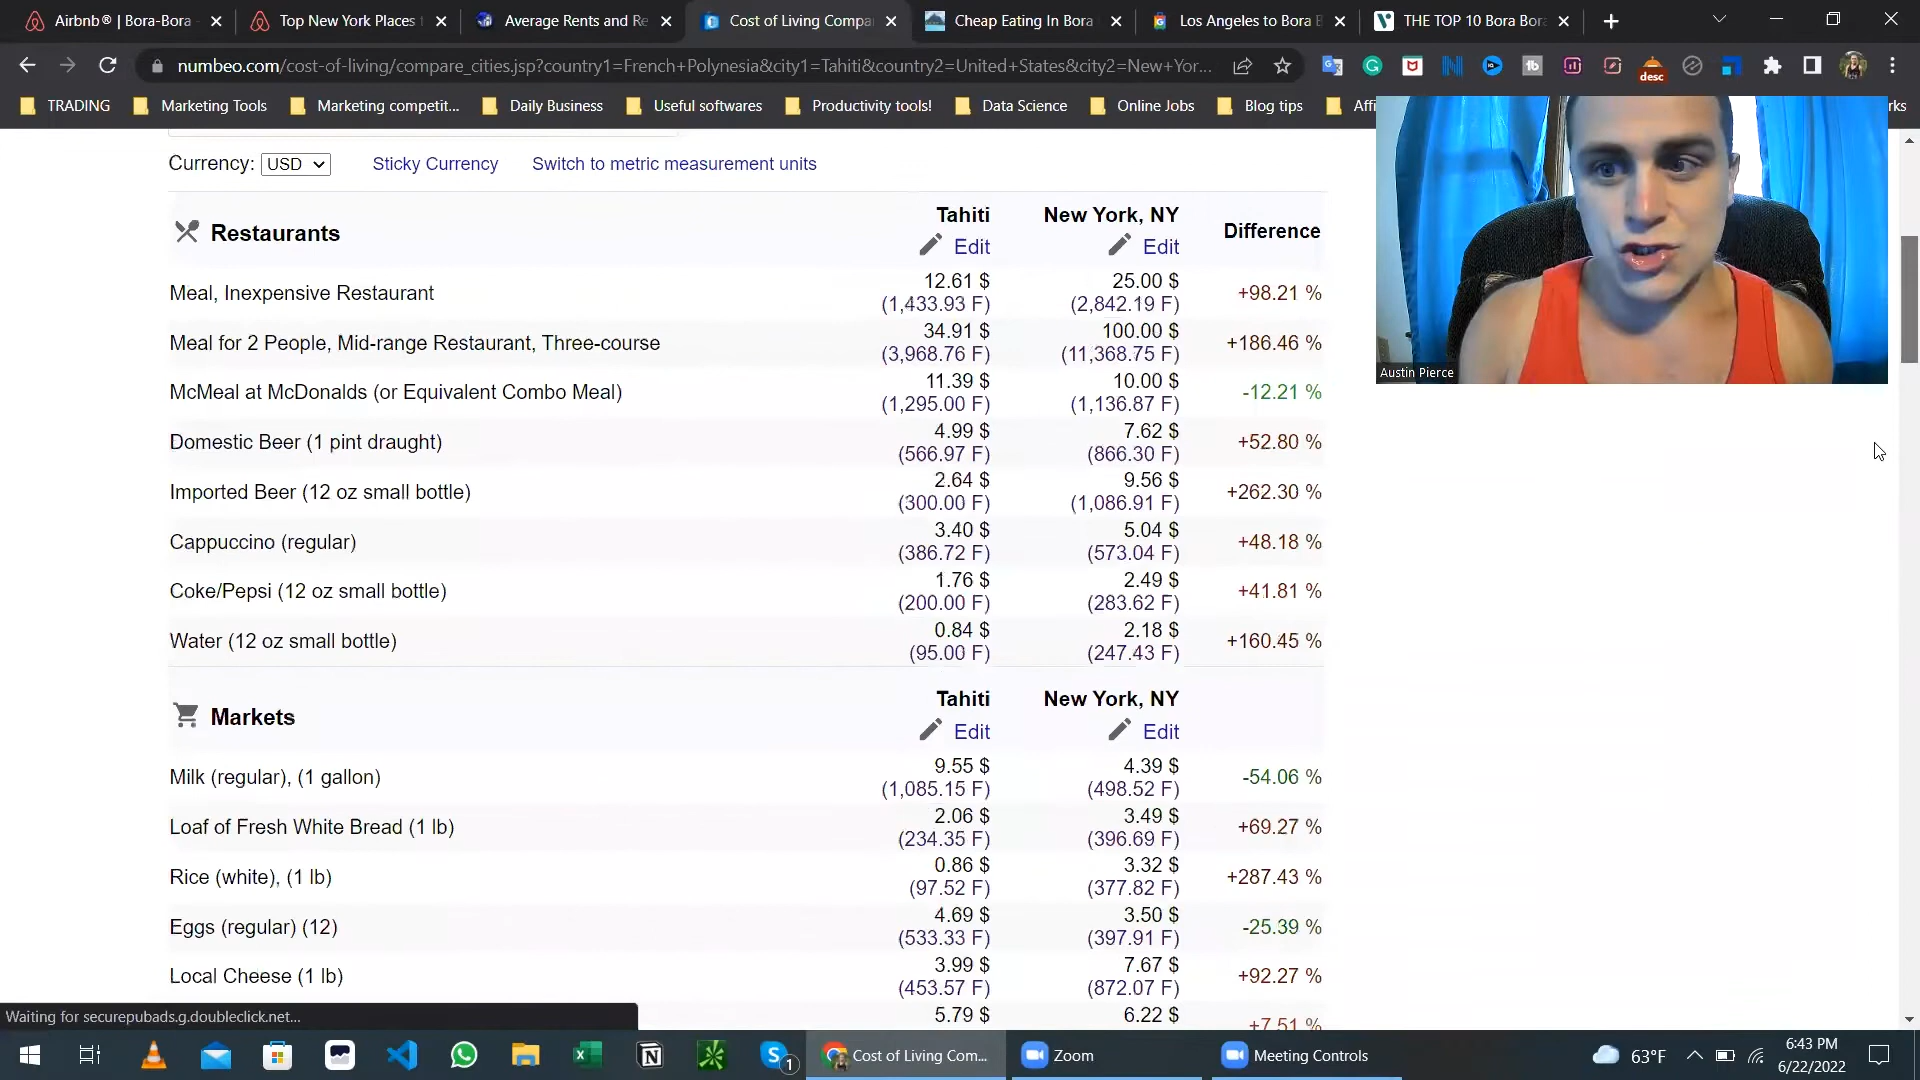 Airbnb® | Bora-Bora
Top New York Places
Average Rents and Re
Cost of Living Compa
Cheap Eating In Bora
Los Angeles to Bora B
THE TOP 10 Bora Bor
numbeo.com/cost-of-living/compare_cities.jsp?country1=French+Polynesia&city1=Tahiti&country2=United+States&city2=New+Yor...
desc
TRADING
Marketing Tools
Marketing competit...
Daily Business
Useful softwares
Productivity tools!
Data Science
Online Jobs
Blog tips
Affi
rks
Currency: USD
Sticky Currency
Switch to metric measurement units
Restaurants
Tahiti
Edit
New York, NY
Edit
Difference
Meal, Inexpensive Restaurant
12.61 $
(1,433.93 F)
25.00 $
(2,842.19 F)
+98.21 %
Meal for 2 People, Mid-range Restaurant, Three-course
34.91 $
(3,968.76 F)
100.00 $
(11,368.75 F)
+186.46 %
McMeal at McDonalds (or Equivalent Combo Meal)
11.39 $
(1,295.00 F)
10.00 $
(1,136.87 F)
-12.21 %
Domestic Beer (1 pint draught)
4.99 $
(566.97 F)
7.62 $
(866.30 F)
+52.80 %
Imported Beer (12 oz small bottle)
2.64 $
(300.00 F)
9.56 $
(1,086.91 F)
+262.30 %
Cappuccino (regular)
3.40 $
(386.72 F)
5.04 $
(573.04 F)
+48.18 %
Coke/Pepsi (12 oz small bottle)
1.76 $
(200.00 F)
2.49 $
(283.62 F)
+41.81 %
Water (12 oz small bottle)
0.84 $
(95.00 F)
2.18 $
(247.43 F)
+160.45 %
Markets
Tahiti
Edit
New York, NY
Edit
Milk (regular), (1 gallon)
9.55 $
(1,085.15 F)
4.39 $
(498.52 F)
-54.06 %
Loaf of Fresh White Bread (1 lb)
2.06 $
(234.35 F)
3.49 $
(396.69 F)
+69.27 %
Rice (white), (1 lb)
0.86 $
(97.52 F)
3.32 $
(377.82 F)
+287.43 %
Eggs (regular) (12)
4.69 $
(533.33 F)
3.50 $
(397.91 F)
-25.39 %
Local Cheese (1 lb)
3.99 $
(453.57 F)
7.67 $
(872.07 F)
+92.27 %
5.79 $
6.22 $
+7.51 %
Austin Pierce
Waiting for securepubads.g.doubleclick.net...
1
Cost of Living Com...
Zoom
Meeting Controls
63°F
6:43 PM
6/22/2022